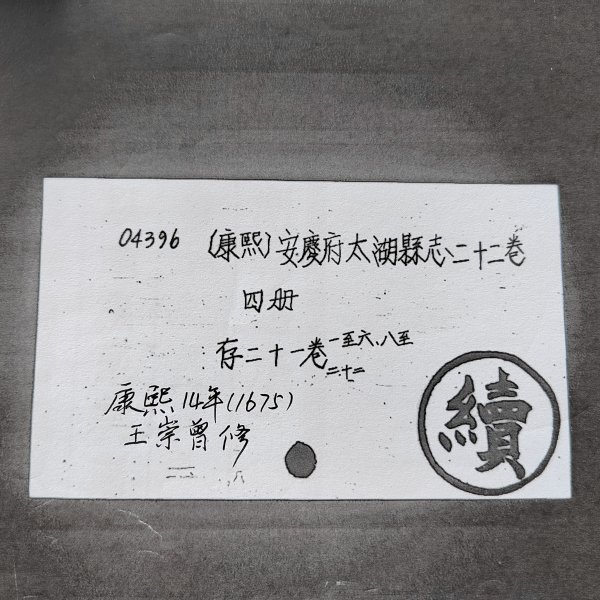 04396 〔康熙〕安慶府太湖縣志二十二卷
四册
存二十一卷 一至六、八至
二十二
康熙14年(1675)
王崇曾修
續